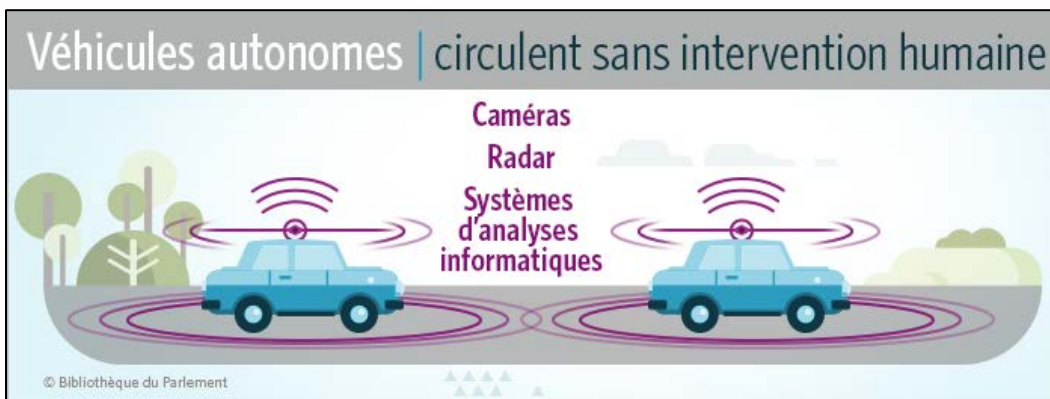 Véhicules autonomes | circulent sans intervention humaine
Caméras
Radar
Systèmes
d'analyses
informatiques
© Bibliothèque du Parlement